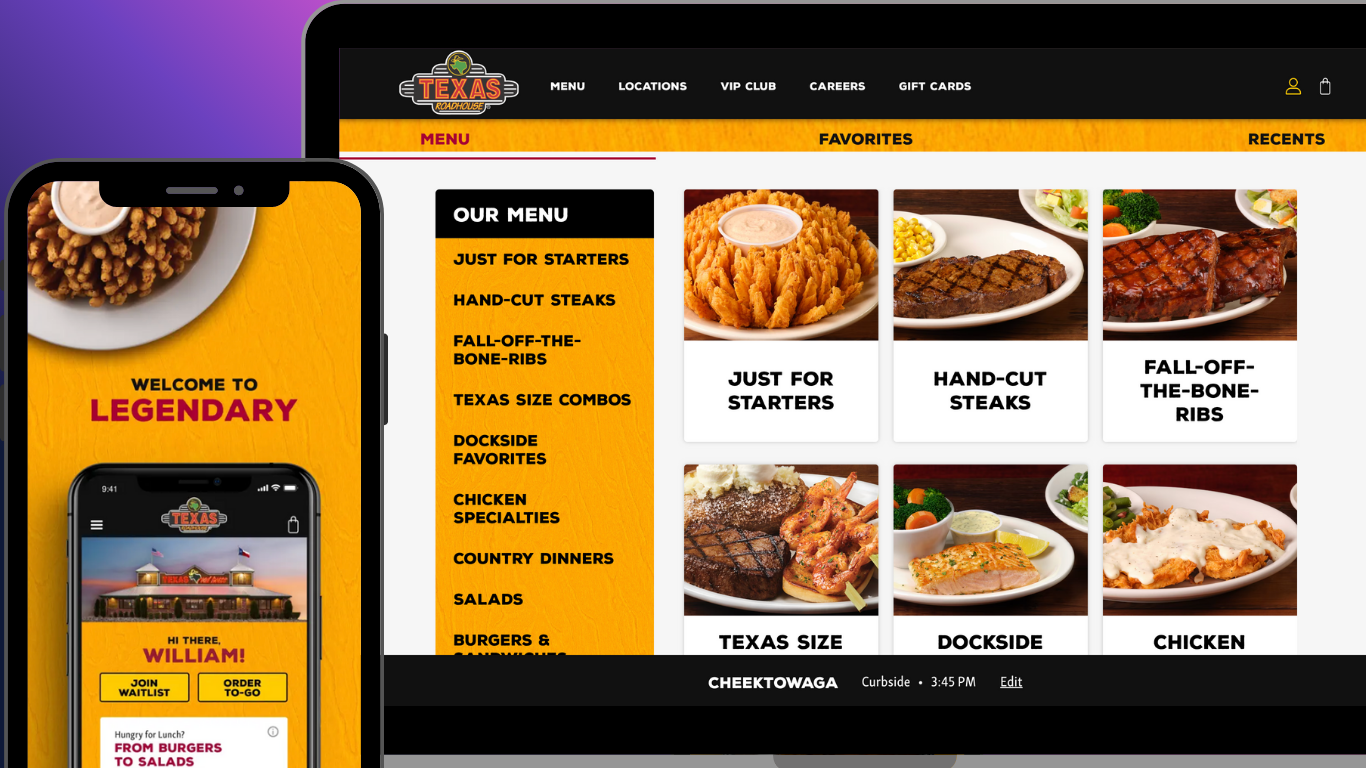 TEXAS
ROADHOUSE
MENU
LOCATIONS
VIP CLUB
CAREERS
GIFT CARDS
MENU
FAVORITES
RECENTS
OUR MENU
JUST FOR STARTERS
HAND-CUT STEAKS
FALL-OFF-THE-
BONE-RIBS
TEXAS SIZE COMBOS
DOCKSIDE
FAVORITES
CHICKEN
SPECIALTIES
COUNTRY DINNERS
SALADS
BURGERS &
SANDWICHES
JUST FOR
STARTERS
HAND-CUT
STEAKS
FALL-OFF-
THE-BONE-
RIBS
TEXAS SIZE
DOCKSIDE
CHICKEN
CHEEKTOWAGA
Curbside • 3:45 PM
Edit
WELCOME TO
LEGENDARY
9:41
TEXAS
ROADHOUSE
TEXAS
HI THERE,
WILLIAM!
JOIN
WAITLIST
ORDER
TO-GO
Hungry for Lunch?
FROM BURGERS
TO SALADS